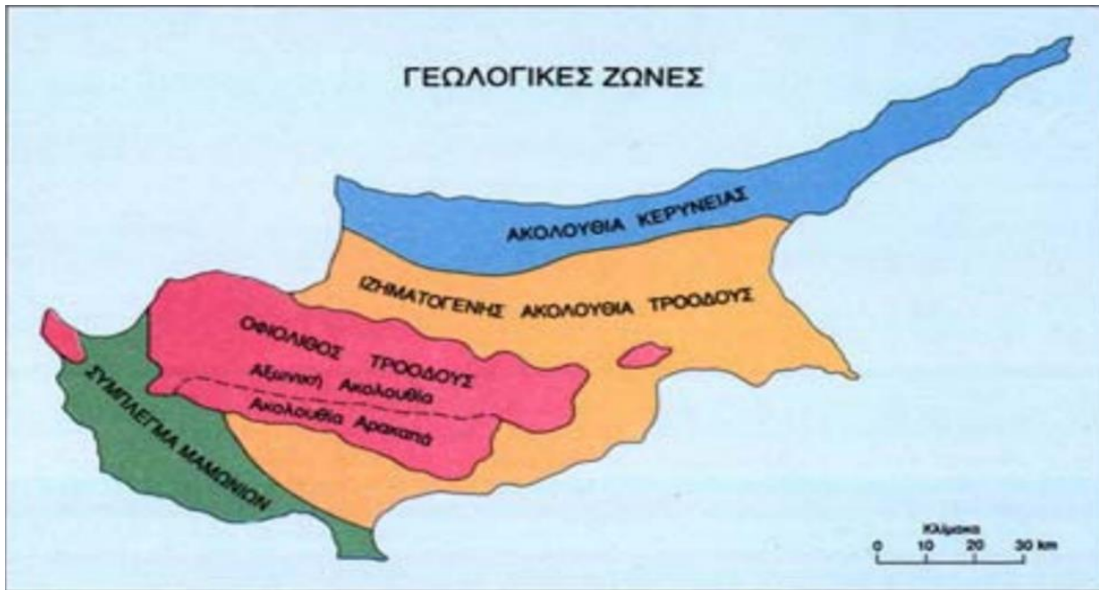 ΓΕΩΛΟΓΙΚΕΣ ΖΩΝΕΣ
ΑΚΟΛΟΥΘΙΑ ΚΕΡΥΝΕΙΑΣ
ΙΖΗΜΑΤΟΓΕΝΗΣ ΑΚΟΛΟΥΘΙΑ ΤΡΟΟΔΟΥΣ
ΟΦΙΟΛΙΘΟΣ ΤΡΟΟΔΟΥΣ
Αξωνική Ακολουθία
Ακολουθία Αρακαπά
ΣΥΜΠΛΕΓΜΑ ΜΑΜΩΝΙΩΝ
Κλίμακα
0 10 20 30 km